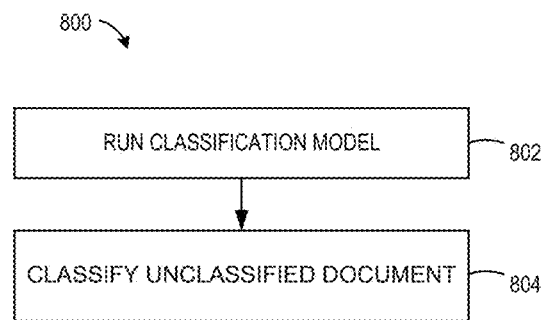 800
RUN CLASSIFICATION MODEL
802
CLASSIFY UNCLASSIFIED DOCUMENT
804